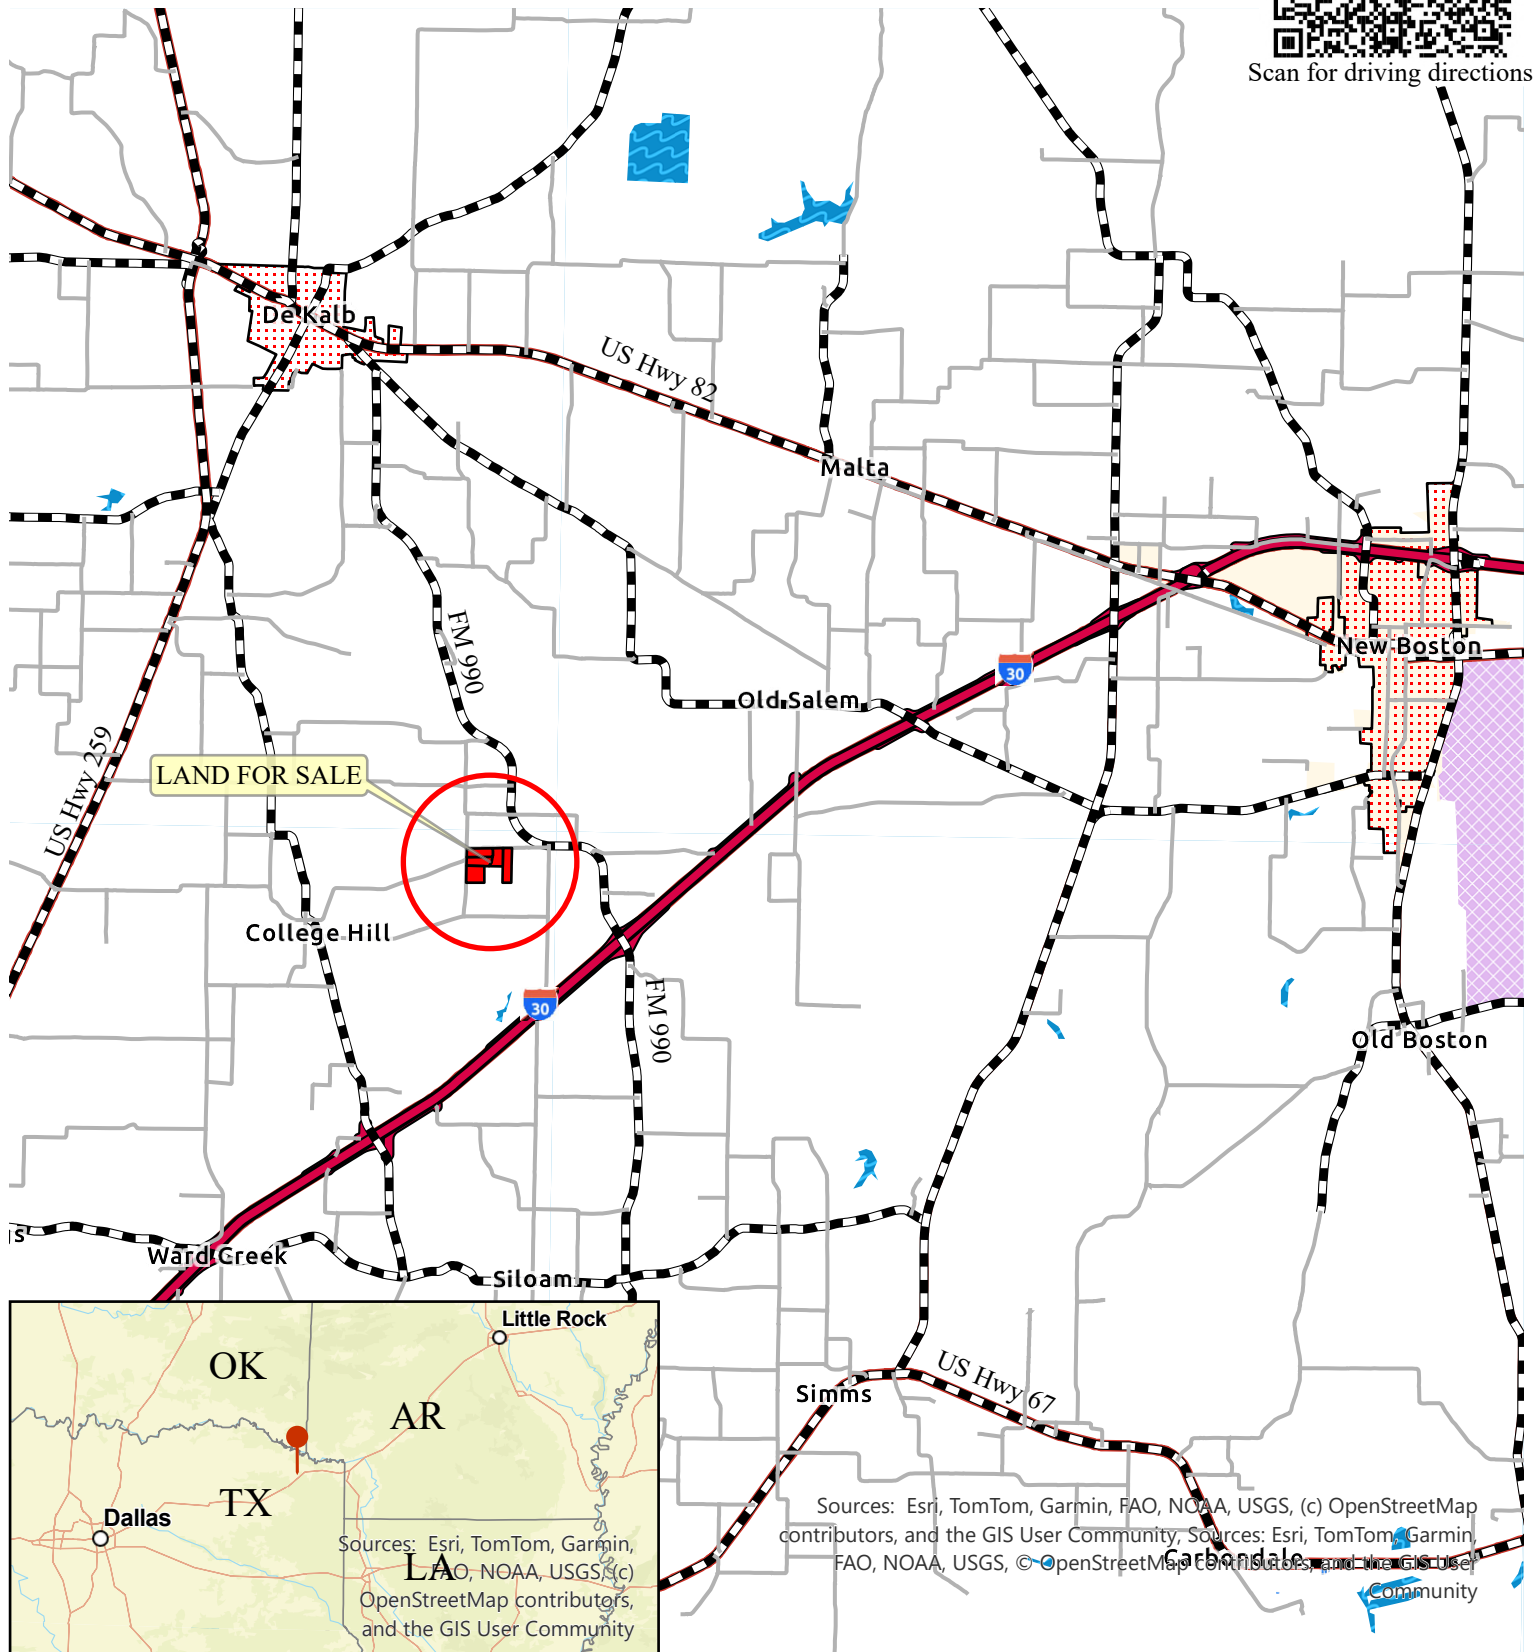 Scan for driving directions
De Kalb
US Hwy 82
Malta
FM 990
New Boston
30
Old Salem
US Hwy 259
LAND FOR SALE
College Hill
30
FM 990
Old Boston
s
Ward Creek
Siloam
Simms
US Hwy 67
Carbondale
Sources: Esri, TomTom, Garmin, FAO, NOAA, USGS, (c) OpenStreetMap
contributors, and the GIS User Community, Sources: Esri, TomTom, Garmin,
FAO, NOAA, USGS, © OpenStreetMap contributors, and the GIS User
Community
Little Rock
OK
AR
TX
Dallas
LA
Sources: Esri, TomTom, Garmin,
FAO, NOAA, USGS, (c)
OpenStreetMap contributors,
and the GIS User Community